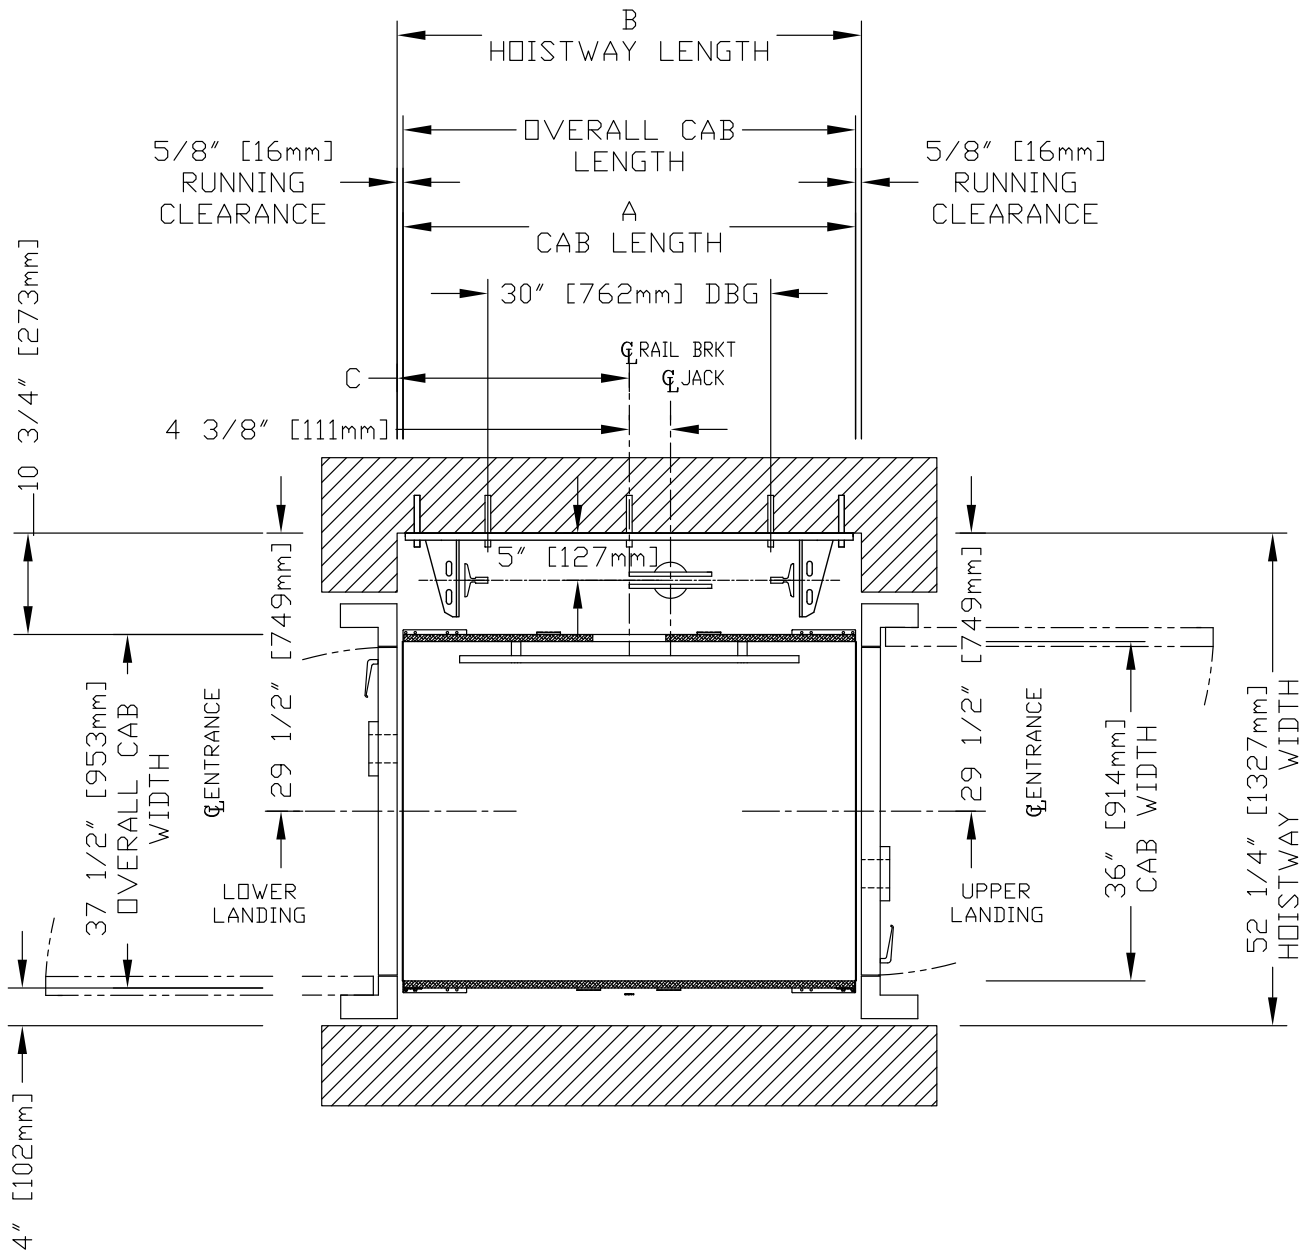 B
HOISTWAY LENGTH
OVERALL CAB
LENGTH
5/8" [16mm]
RUNNING
CLEARANCE
5/8" [16mm]
RUNNING
CLEARANCE
A
CAB LENGTH
30" [762mm] DBG
℄ RAIL BRKT
℄ JACK
C
4 3/8" [111mm]
10 3/4" [273mm]
5" [127mm]
29 1/2" [749mm]
29 1/2" [749mm]
37 1/2" [953mm]
OVERALL CAB
WIDTH
℄ ENTRANCE
℄ ENTRANCE
36" [914mm]
CAB WIDTH
52 1/4" [1327mm]
HOISTWAY WIDTH
LOWER
LANDING
UPPER
LANDING
4" [102mm]